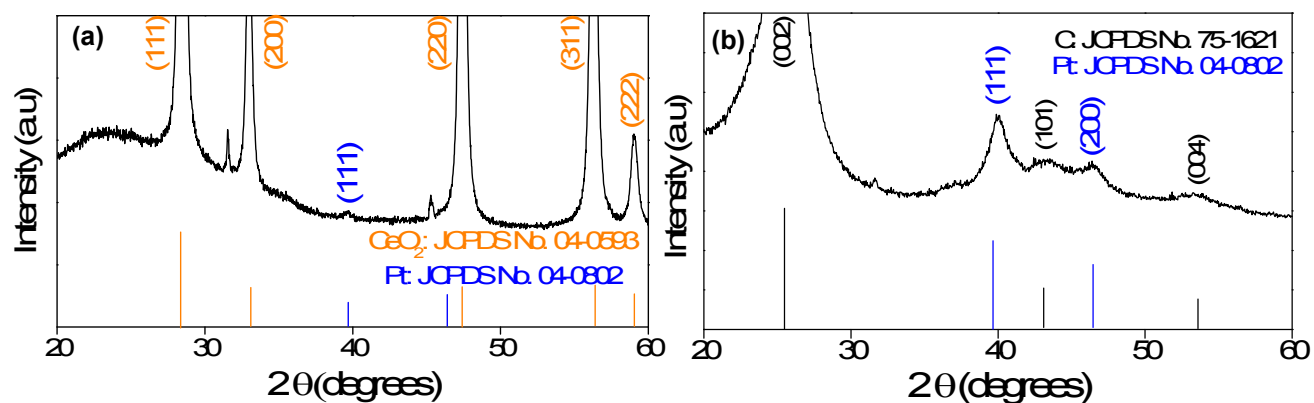 (a)
(111)
(200)
(220)
(311)
(222)
(111)
CeO₂: JCPDS No. 04-0593
Pt: JCPDS No. 04-0802
Intensity (a.u)
20 30 40 50 60
2 θ (degrees)
(b)
(002)
C: JCPDS No. 75-1621
Pt: JCPDS No. 04-0802
(111)
(101)
(200)
(004)
Intensity (a.u)
20 30 40 50 60
2 θ (degrees)